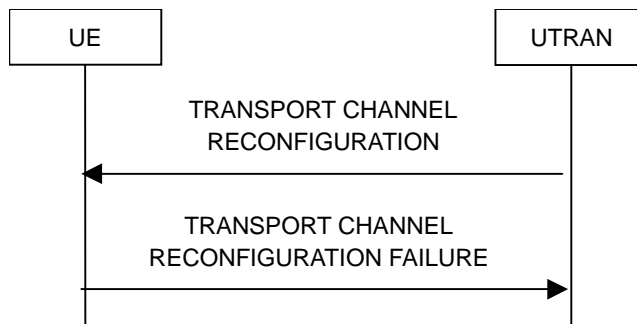 UE
UTRAN
TRANSPORT CHANNEL
RECONFIGURATION
TRANSPORT CHANNEL
RECONFIGURATION FAILURE